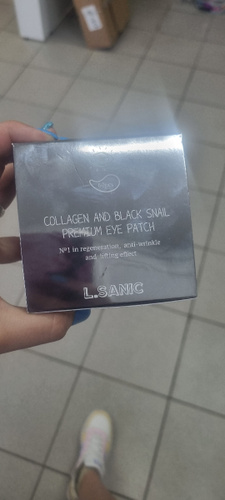 COLLAGEN AND BLACK SNAIL
PREMIUM EYE PATCH
№1 in regeneration, anti-wrinkle
and lifting effect
L.SANIC